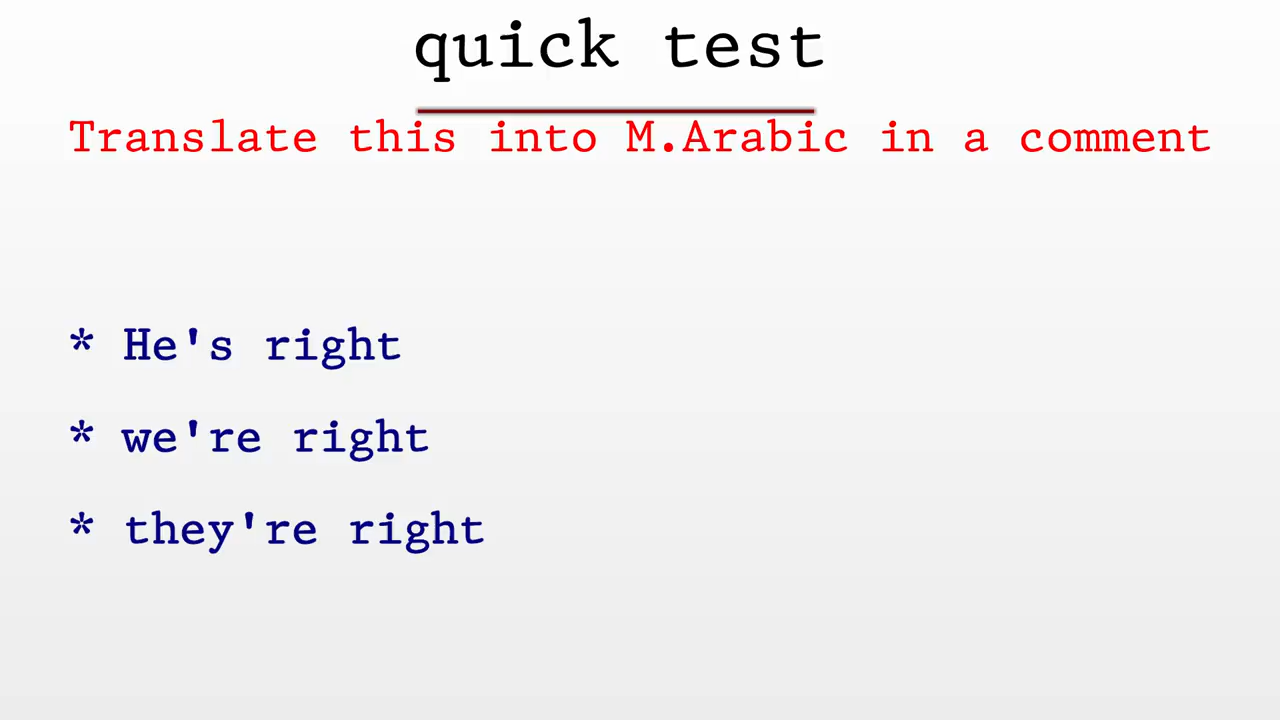 quick test
Translate this into M.Arabic in a comment
* He's right
* we're right
* they're right